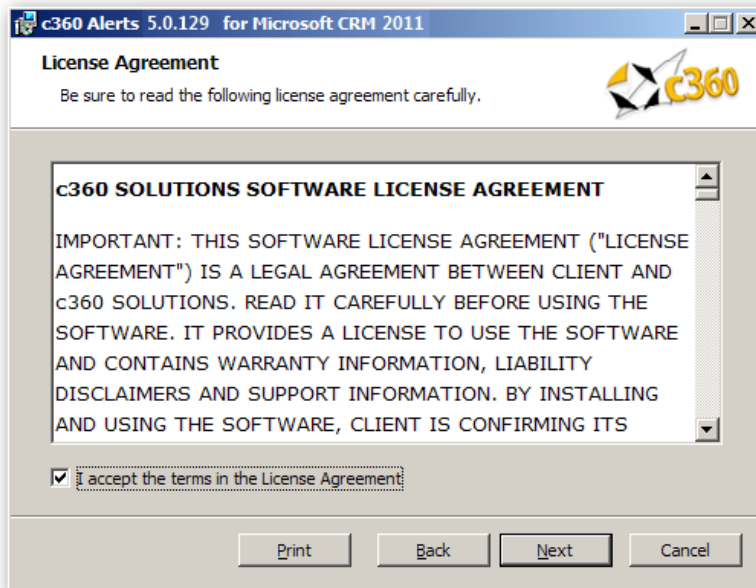 c360 Alerts 5.0.129 for Microsoft CRM 2011
License Agreement
Be sure to read the following license agreement carefully.
c360
c360 SOLUTIONS SOFTWARE LICENSE AGREEMENT
IMPORTANT: THIS SOFTWARE LICENSE AGREEMENT ("LICENSE
AGREEMENT") IS A LEGAL AGREEMENT BETWEEN CLIENT AND
c360 SOLUTIONS. READ IT CAREFULLY BEFORE USING THE
SOFTWARE. IT PROVIDES A LICENSE TO USE THE SOFTWARE
AND CONTAINS WARRANTY INFORMATION, LIABILITY
DISCLAIMERS AND SUPPORT INFORMATION. BY INSTALLING
AND USING THE SOFTWARE, CLIENT IS CONFIRMING ITS
I accept the terms in the License Agreement
Print Back Next Cancel